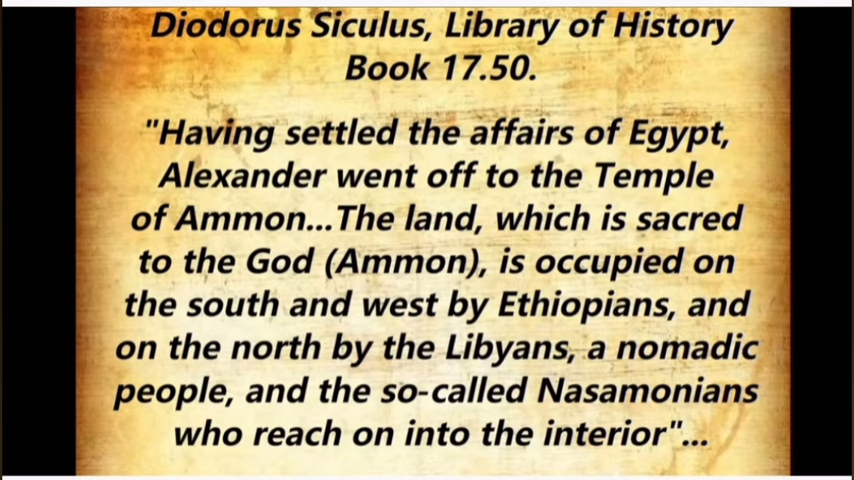 Diodorus Siculus, Library of History
Book 17.50.
"Having settled the affairs of Egypt,
Alexander went off to the Temple
of Ammon...The land, which is sacred
to the God (Ammon), is occupied on
the south and west by Ethiopians, and
on the north by the Libyans, a nomadic
people, and the so-called Nasamonians
who reach on into the interior"...